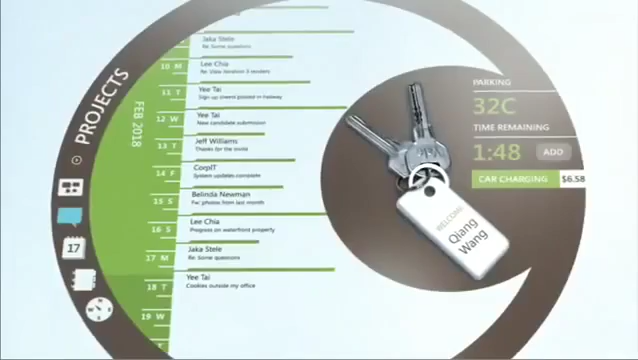 PROJECTS
FEB 2018
Jaka Stele
Re: Some questions
10 M
Lee Chia
Re: View iteration 3 renders
11 T
Yee Tai
Sign up sheet posted in hallway
12 W
Yee Tai
New candidate submission
13 T
Jeff Williams
Thanks for the invite
14 F
CorpIT
System updates complete
15 S
Belinda Newman
Fw: photos from last month
16 S
Lee Chia
Progress on waterfront property
17 M
Jaka Stele
Re: Some questions
18 T
Yee Tai
Cookies outside my office
19 W
17
PARKING
32C
TIME REMAINING
1:48 ADD
CAR CHARGING $6.58
WELCOME
Qiang
Wang